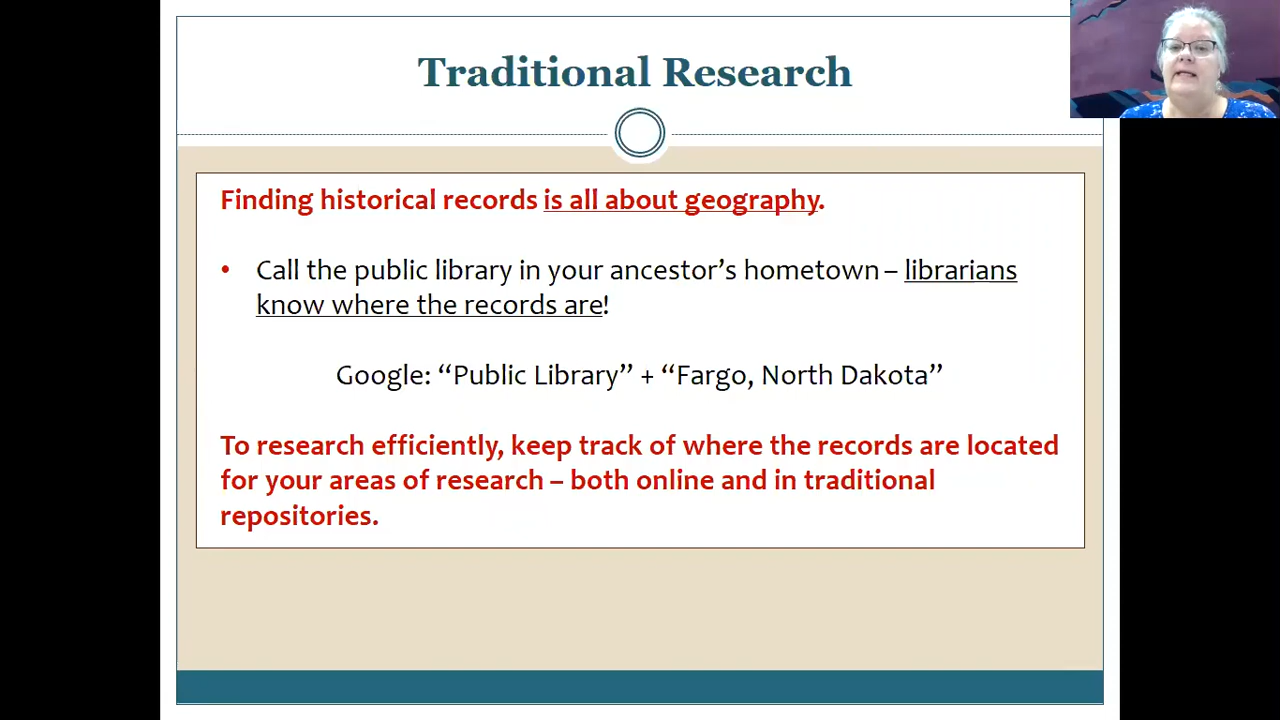 Traditional Research
Finding historical records is all about geography.
• Call the public library in your ancestor’s hometown – librarians
know where the records are!
Google: “Public Library” + “Fargo, North Dakota”
To research efficiently, keep track of where the records are located
for your areas of research – both online and in traditional
repositories.